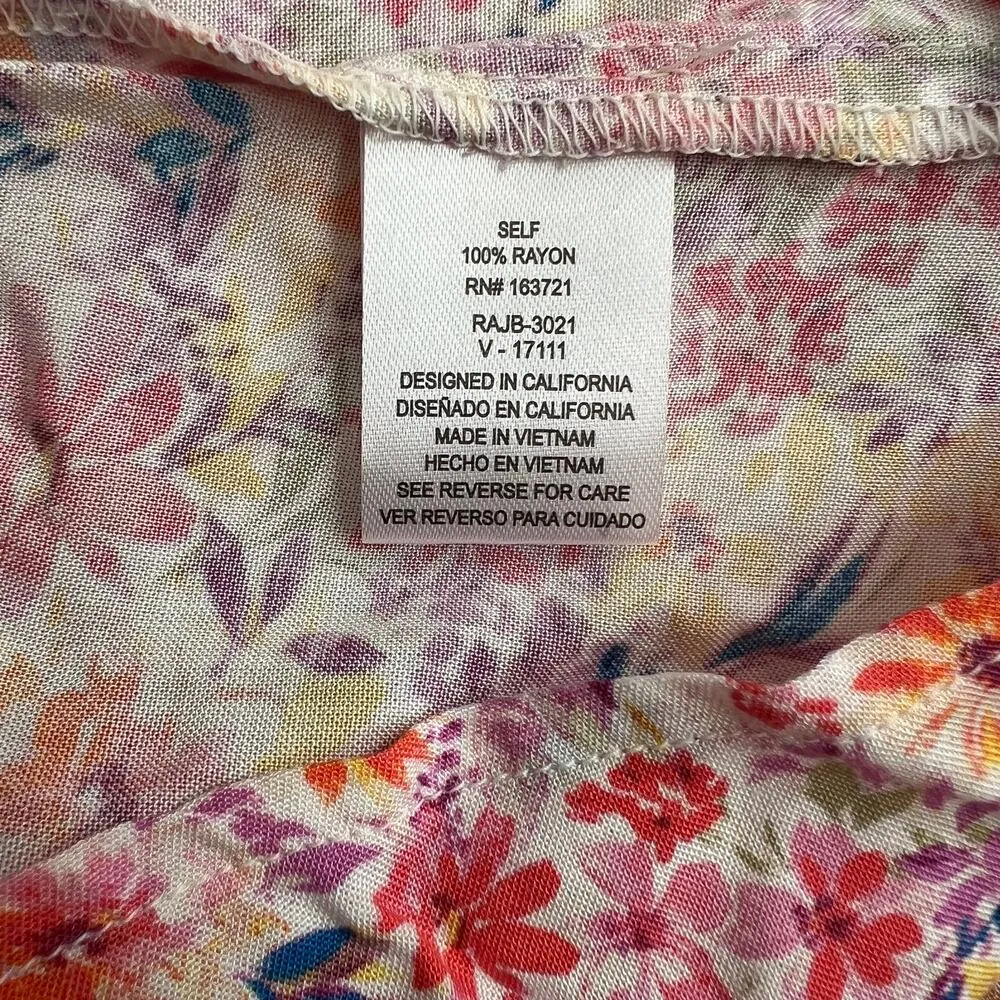 SELF
100% RAYON
RN# 163721
RAJB-3021
V - 17111
DESIGNED IN CALIFORNIA
DISEÑADO EN CALIFORNIA
MADE IN VIETNAM
HECHO EN VIETNAM
SEE REVERSE FOR CARE
VER REVERSO PARA CUIDADO